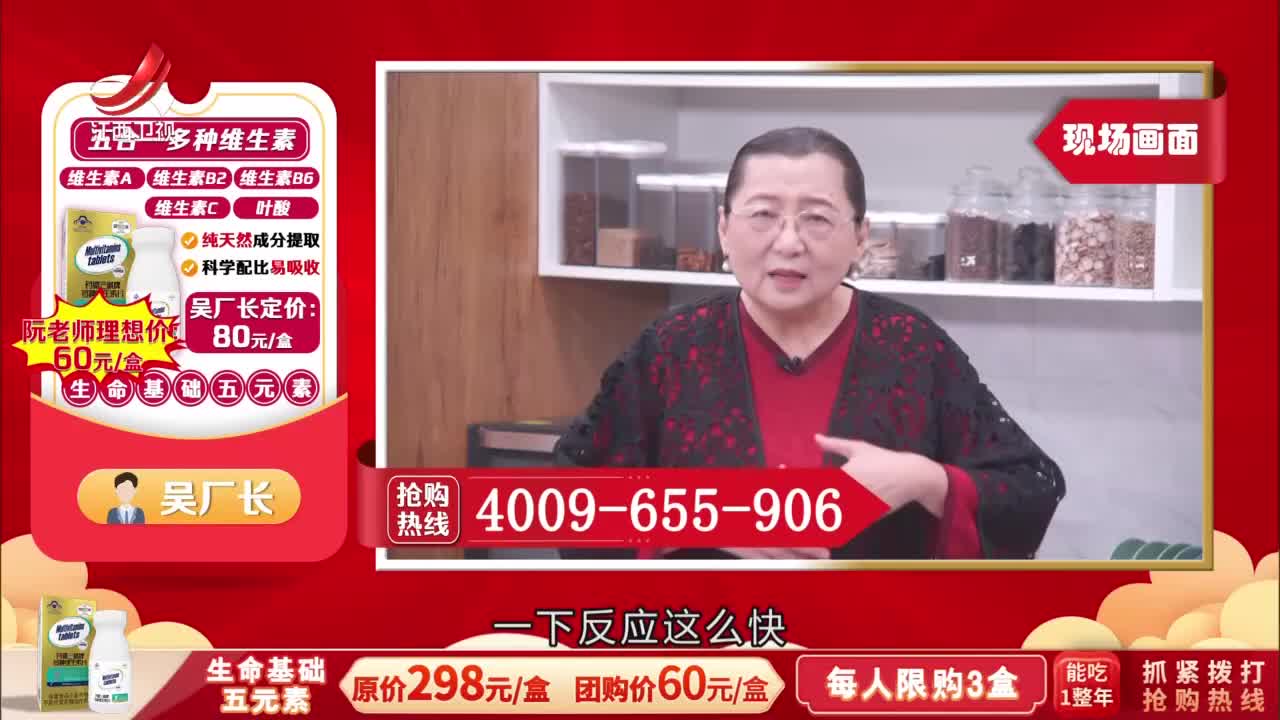 江西卫视
五合一多种维生素
维生素A 维生素B2 维生素B6
维生素C 叶酸
纯天然成分提取
科学配比易吸收
Multivitamins
tablets
吴厂长定价:
80元/盒
阮老师理想价:
60元/盒
生命基础五元素
吴厂长
现场画面
抢购
热线
4009-655-906
一下反应这么快
Multivitamins
tablets
生命基础
五元素
原价298元/盒 团购价60元/盒
每人限购3盒
能吃
1整年
抓紧拨打
抢购热线